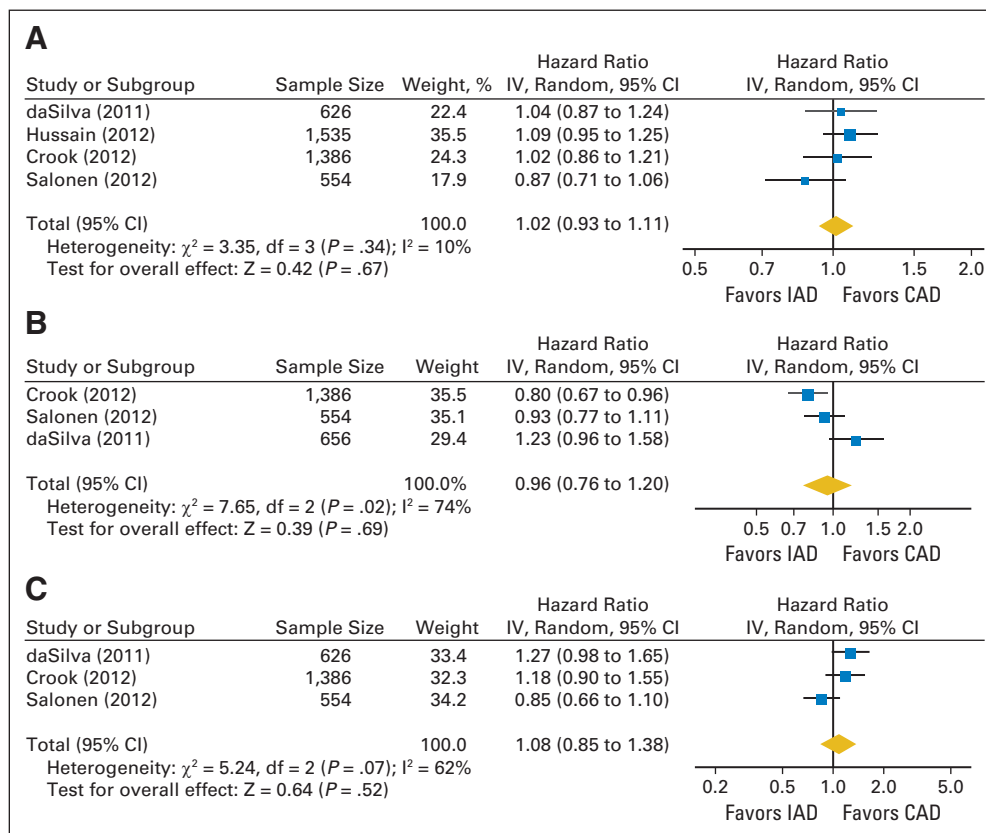 A
Hazard Ratio Hazard Ratio
Study or Subgroup Sample Size Weight, % IV, Random, 95% CI IV, Random, 95% CI
daSilva (2011) 626 22.4 1.04 (0.87 to 1.24)
Hussain (2012) 1,535 35.5 1.09 (0.95 to 1.25)
Crook (2012) 1,386 24.3 1.02 (0.86 to 1.21)
Salonen (2012) 554 17.9 0.87 (0.71 to 1.06)
Total (95% CI) 100.0 1.02 (0.93 to 1.11)
Heterogeneity: χ² = 3.35, df = 3 (P = .34); I² = 10%
Test for overall effect: Z = 0.42 (P = .67)
0.5 0.7 1.0 1.5 2.0
Favors IAD Favors CAD
B
Hazard Ratio Hazard Ratio
Study or Subgroup Sample Size Weight IV, Random, 95% CI IV, Random, 95% CI
Crook (2012) 1,386 35.5 0.80 (0.67 to 0.96)
Salonen (2012) 554 35.1 0.93 (0.77 to 1.11)
daSilva (2011) 656 29.4 1.23 (0.96 to 1.58)
Total (95% CI) 100.0% 0.96 (0.76 to 1.20)
Heterogeneity: χ² = 7.65, df = 2 (P = .02); I² = 74%
Test for overall effect: Z = 0.39 (P = .69)
0.5 0.7 1.0 1.5 2.0
Favors IAD Favors CAD
C
Hazard Ratio Hazard Ratio
Study or Subgroup Sample Size Weight IV, Random, 95% CI IV, Random, 95% CI
daSilva (2011) 626 33.4 1.27 (0.98 to 1.65)
Crook (2012) 1,386 32.3 1.18 (0.90 to 1.55)
Salonen (2012) 554 34.2 0.85 (0.66 to 1.10)
Total (95% CI) 100.0 1.08 (0.85 to 1.38)
Heterogeneity: χ² = 5.24, df = 2 (P = .07); I² = 62%
Test for overall effect: Z = 0.64 (P = .52)
0.2 0.5 1.0 2.0 5.0
Favors IAD Favors CAD